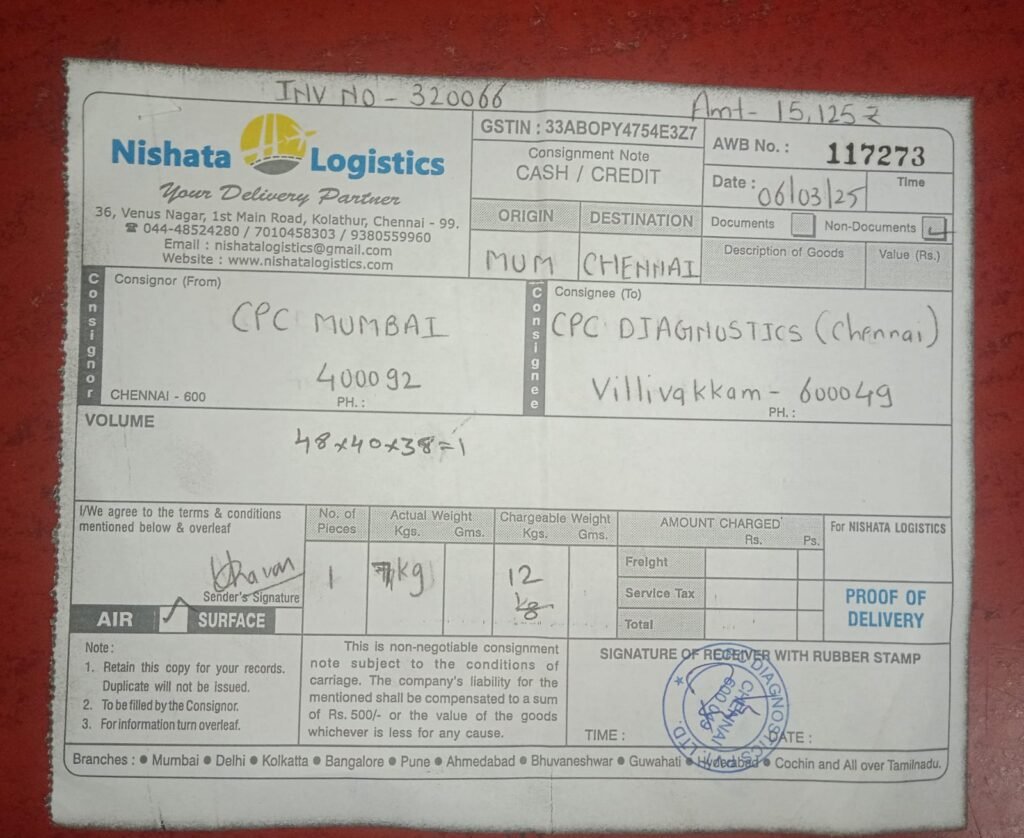 INV NO - 320066
Amt - 15,125 ₹
Nishata Logistics
Your Delivery Partner
36, Venus Nagar, 1st Main Road, Kolathur, Chennai - 99.
☎ 044-48524280 / 7010458303 / 9380559960
Email : nishatalogistics@gmail.com
Website : www.nishatalogistics.com
GSTIN : 33ABOPY4754E3Z7
Consignment Note
CASH / CREDIT
ORIGIN DESTINATION
MUM CHENNAI
AWB No. : 117273
Date : 06/03/25 Time
Documents Non-Documents
Description of Goods Value (Rs.)
Consignor
Consignor (From)
CPC MUMBAI
400092
CHENNAI - 600 PH. :
Consignee
Consignee (To)
CPC DIAGNUSTICS (Chennai)
Villivakkam - 600049
PH. :
VOLUME
48x40x38=1
I/We agree to the terms & conditions
mentioned below & overleaf
Sender's Signature
AIR ✓ SURFACE
No. of Pieces
1
Actual Weight
Kgs. Gms.
7kg
Chargeable Weight
Kgs. Gms.
12
kg
AMOUNT CHARGED
Rs. Ps.
Freight
Service Tax
Total
For NISHATA LOGISTICS
PROOF OF
DELIVERY
Note :
1. Retain this copy for your records.
Duplicate will not be issued.
2. To be filled by the Consignor.
3. For information turn overleaf.
This is non-negotiable consignment
note subject to the conditions of
carriage. The company's liability for the
mentioned shall be compensated to a sum
of Rs. 500/- or the value of the goods
whichever is less for any cause.
SIGNATURE OF RECEIVER WITH RUBBER STAMP
DIAGNOSTICS
LTD.
CHENNAI
600 049
TIME : DATE :
Branches : ● Mumbai ● Delhi ● Kolkatta ● Bangalore ● Pune ● Ahmedabad ● Bhuvaneshwar ● Guwahati ● Hyderabad ● Cochin and All over Tamilnadu.